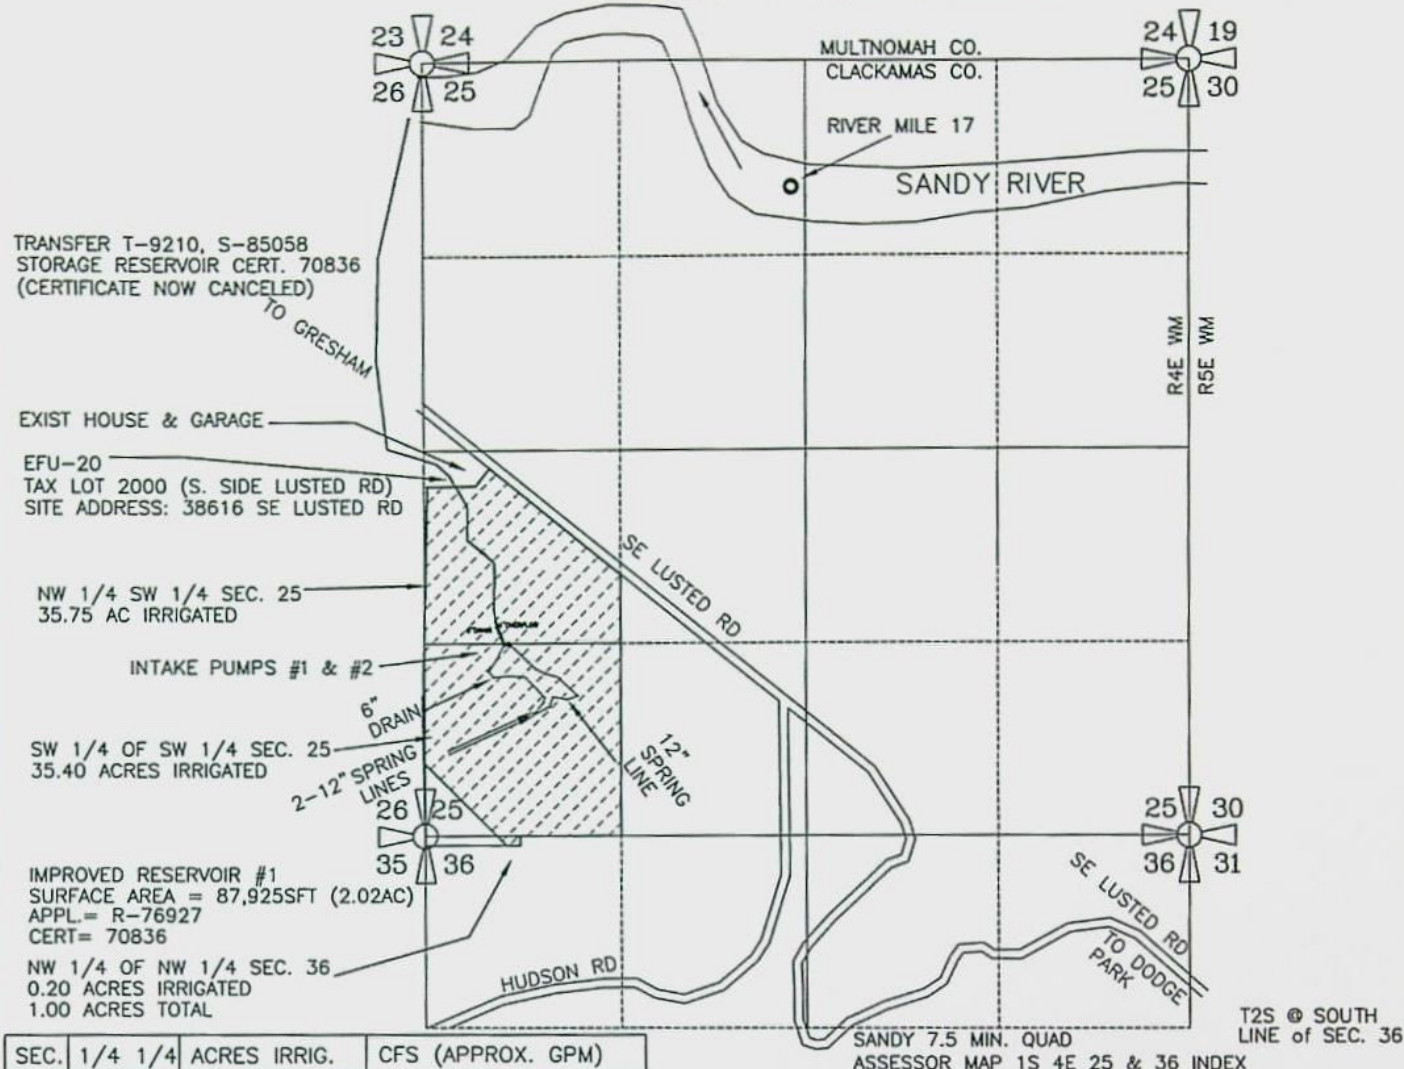 23 24
26 25
MULTNOMAH CO.
CLACKAMAS CO.
24 19
25 30
RIVER MILE 17
SANDY RIVER
TRANSFER T-9210, S-85058
STORAGE RESERVOIR CERT. 70836
(CERTIFICATE NOW CANCELED)
TO GRESHAM
R4E WM
R5E WM
EXIST HOUSE & GARAGE
EFU-20
TAX LOT 2000 (S. SIDE LUSTED RD)
SITE ADDRESS: 38616 SE LUSTED RD
SE LUSTED RD
NW 1/4 SW 1/4 SEC. 25
35.75 AC IRRIGATED
INTAKE PUMPS #1 & #2
6"
DRAIN
SW 1/4 OF SW 1/4 SEC. 25
35.40 ACRES IRRIGATED
2-12" SPRING
LINES
12"
SPRING
LINE
26 25
35 36
25 30
36 31
IMPROVED RESERVOIR #1
SURFACE AREA = 87,925SFT (2.02AC)
APPL.= R-76927
CERT= 70836
NW 1/4 OF NW 1/4 SEC. 36
0.20 ACRES IRRIGATED
1.00 ACRES TOTAL
HUDSON RD
SE LUSTED RD
TO DODGE
PARK
T2S @ SOUTH
LINE of SEC. 36
SANDY 7.5 MIN. QUAD
ASSESSOR MAP 1S 4E 25 & 36 INDEX
SEC. 1/4 1/4 ACRES IRRIG. CFS (APPROX. GPM)